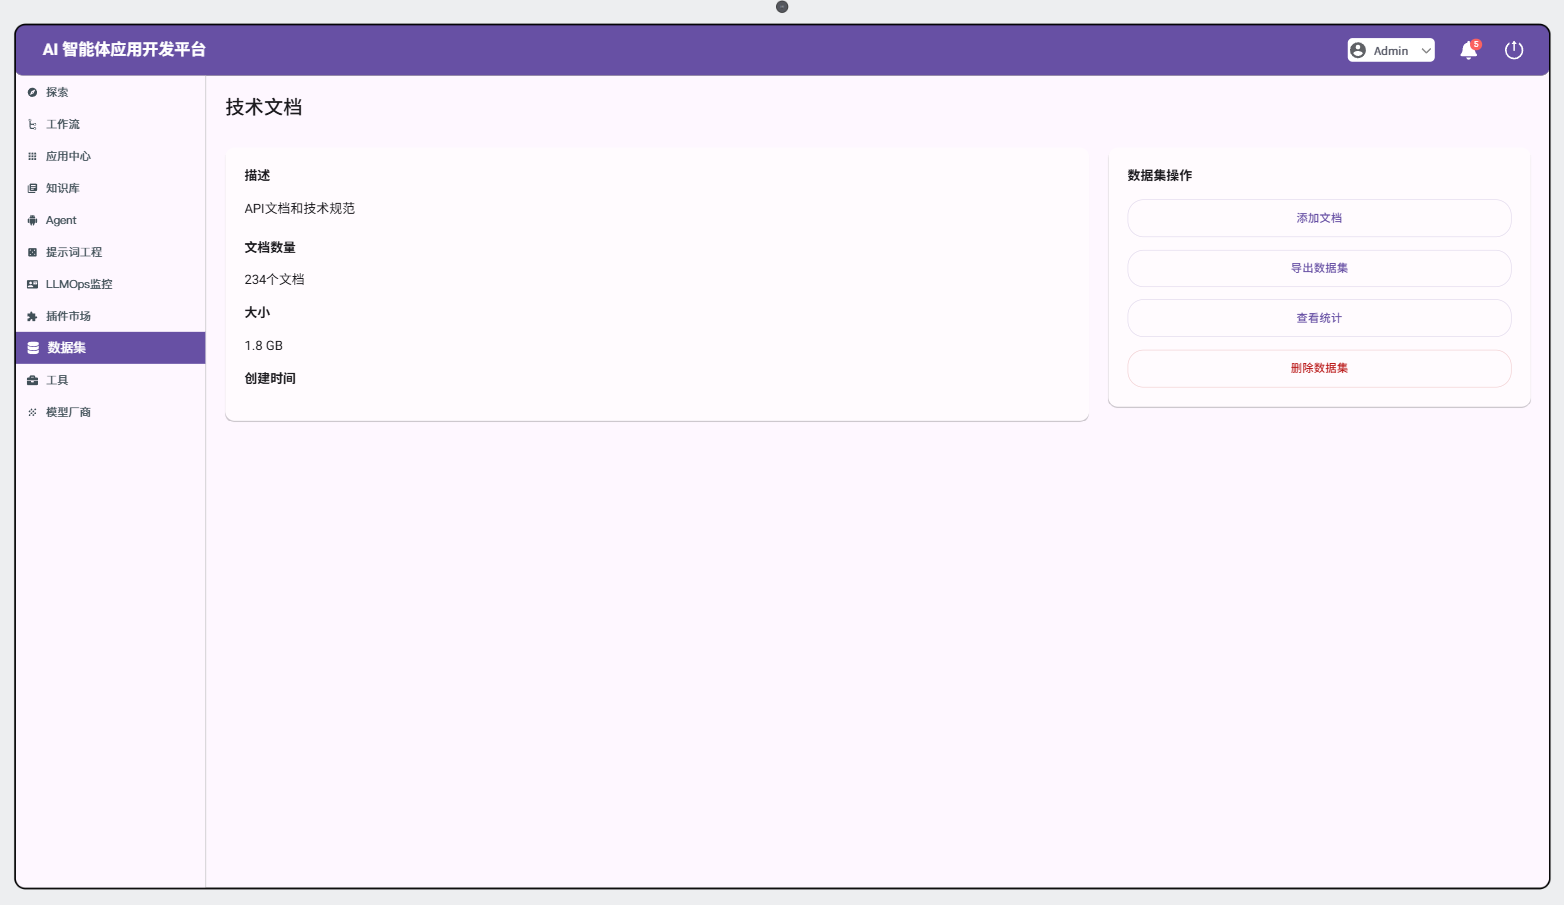 AI 智能体应用开发平台
Admin
5
探索
工作流
应用中心
知识库
Agent
提示词工程
LLMOps监控
插件市场
数据集
工具
模型厂商
技术文档
描述
API文档和技术规范
文档数量
234个文档
大小
1.8 GB
创建时间
数据集操作
添加文档
导出数据集
查看统计
删除数据集